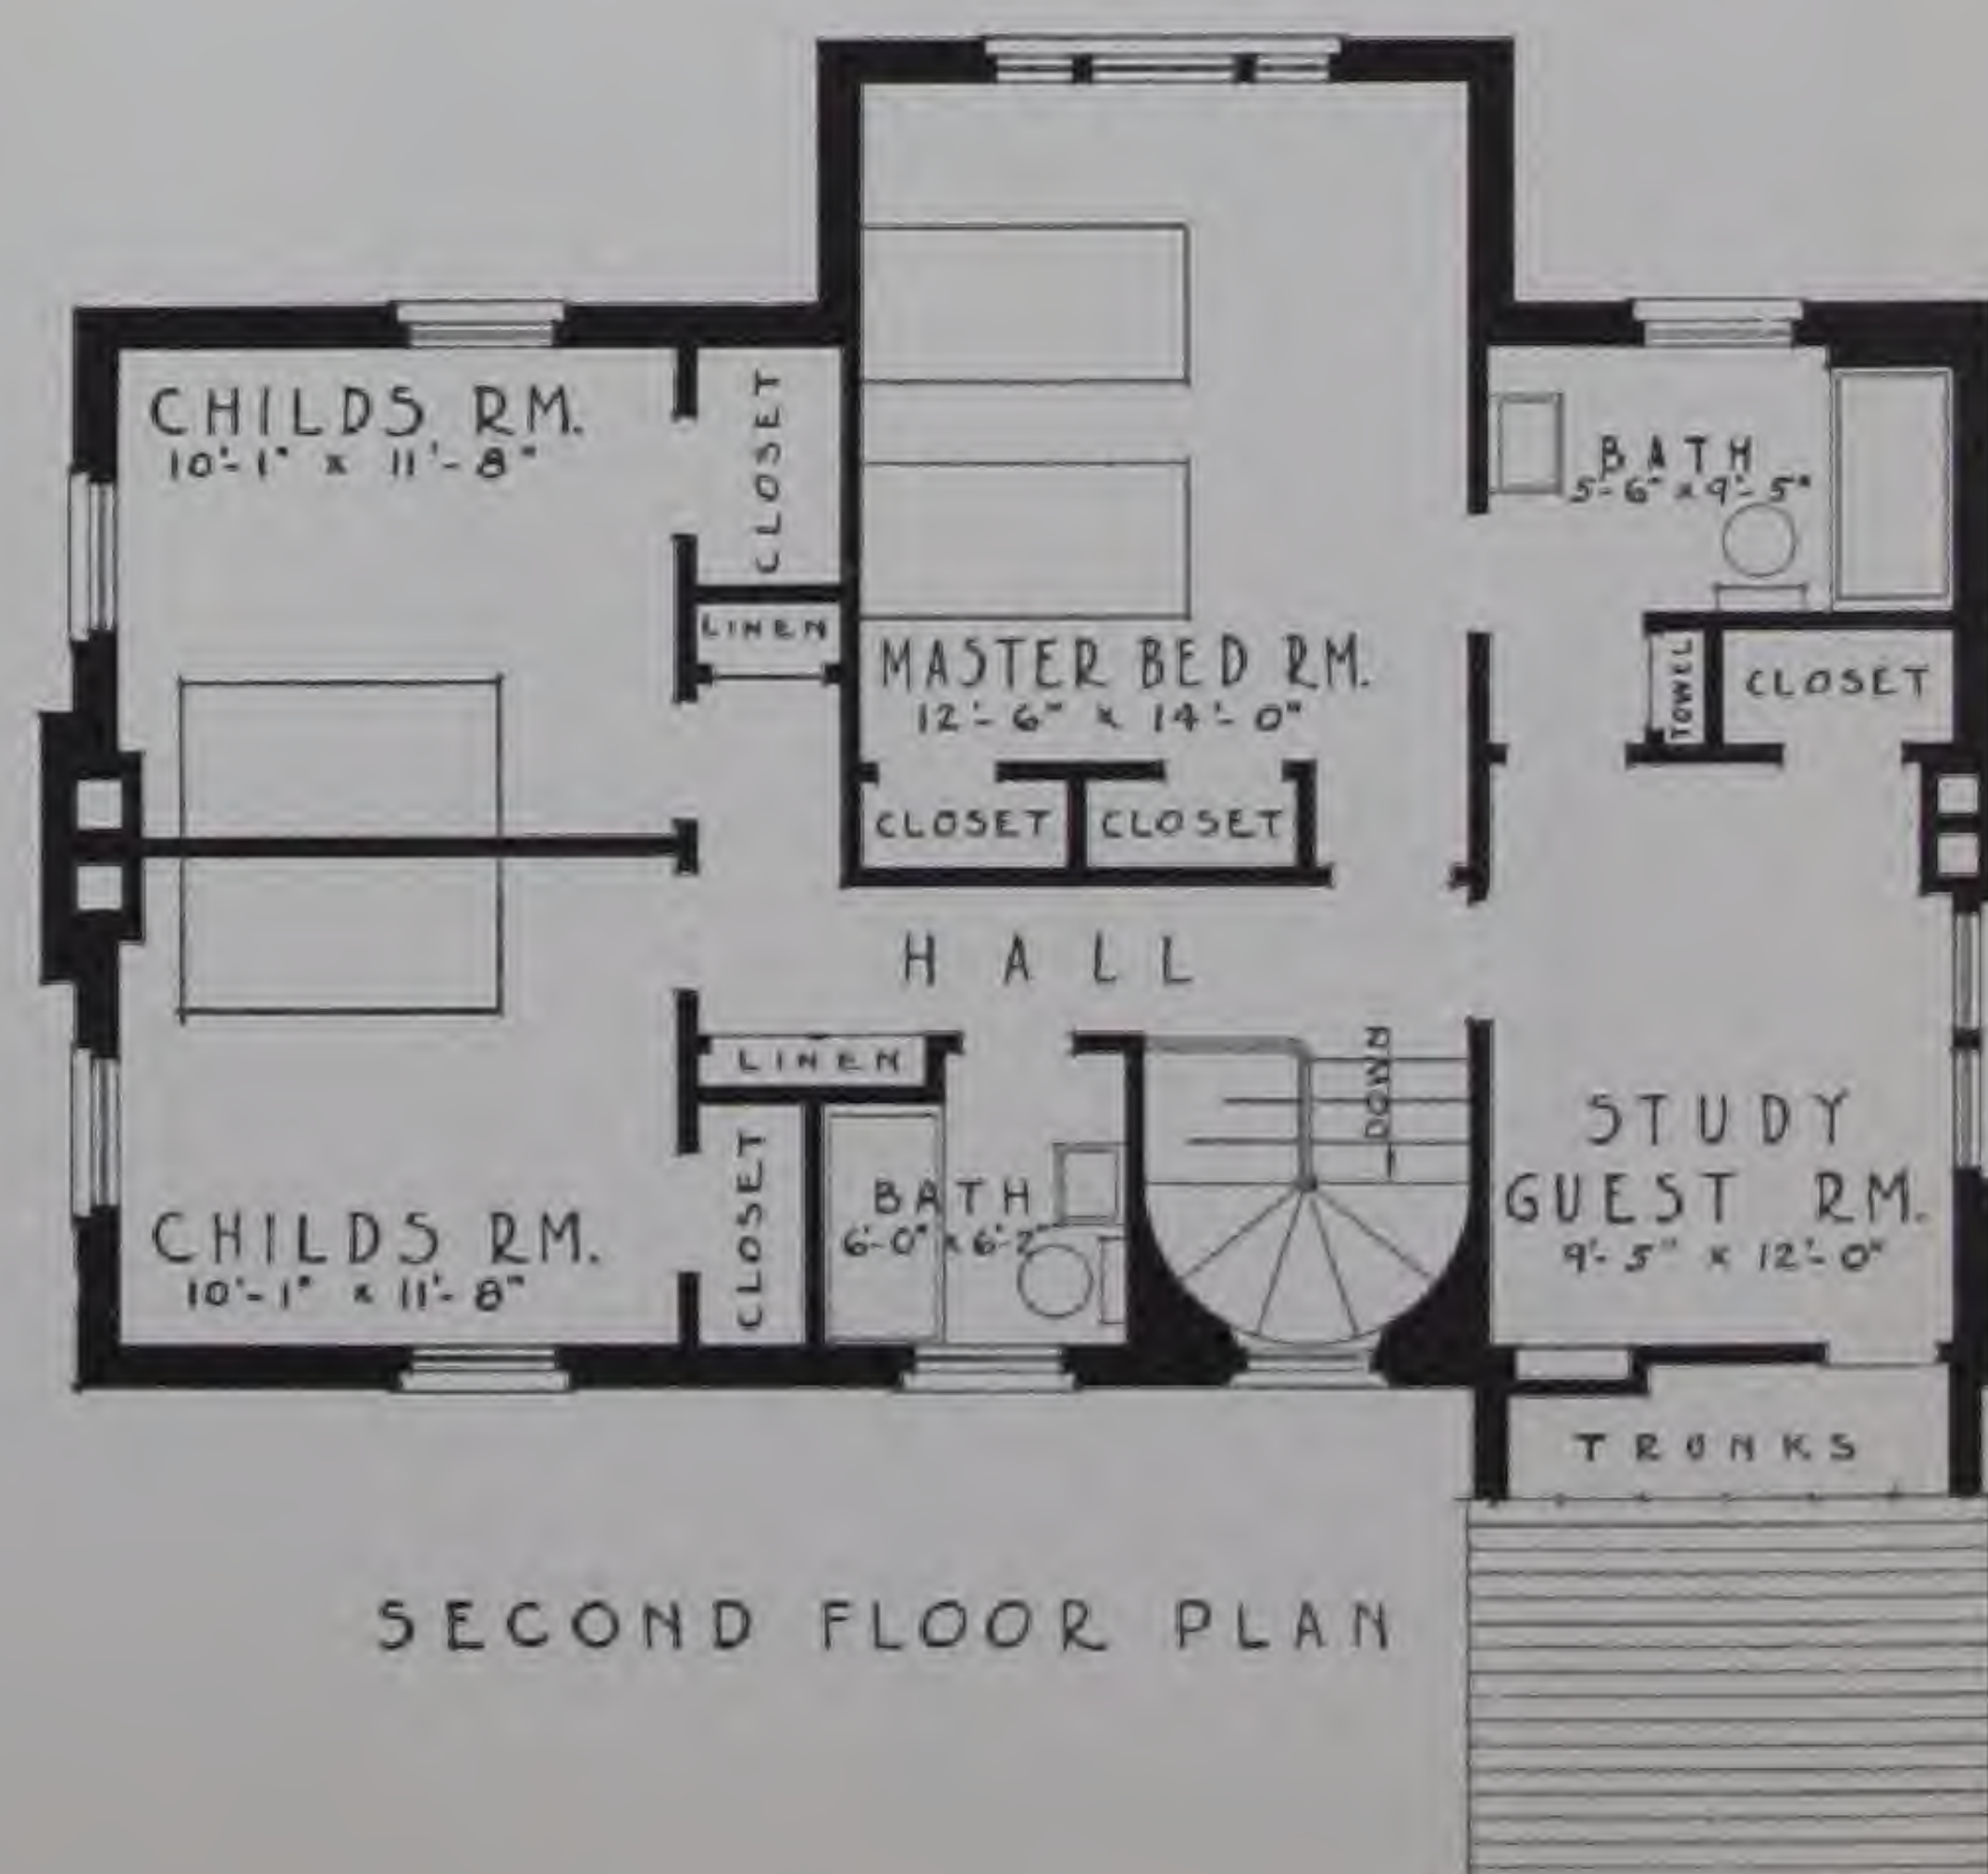 CHILDS RM.
10'-1" x 11'-8"
CLOSET
LINEN
MASTER BED RM.
12'-6" x 14'-0"
CLOSET
CLOSET
BATH
5'-6" x 9'-5"
TOWEL
CLOSET
HALL
LINEN
CLOSET
CHILDS RM.
10'-1" x 11'-8"
BATH
6'-0" x 6'-2"
DOWN
STUDY
GUEST RM.
9'-5" x 12'-0"
TRUNKS
SECOND FLOOR PLAN